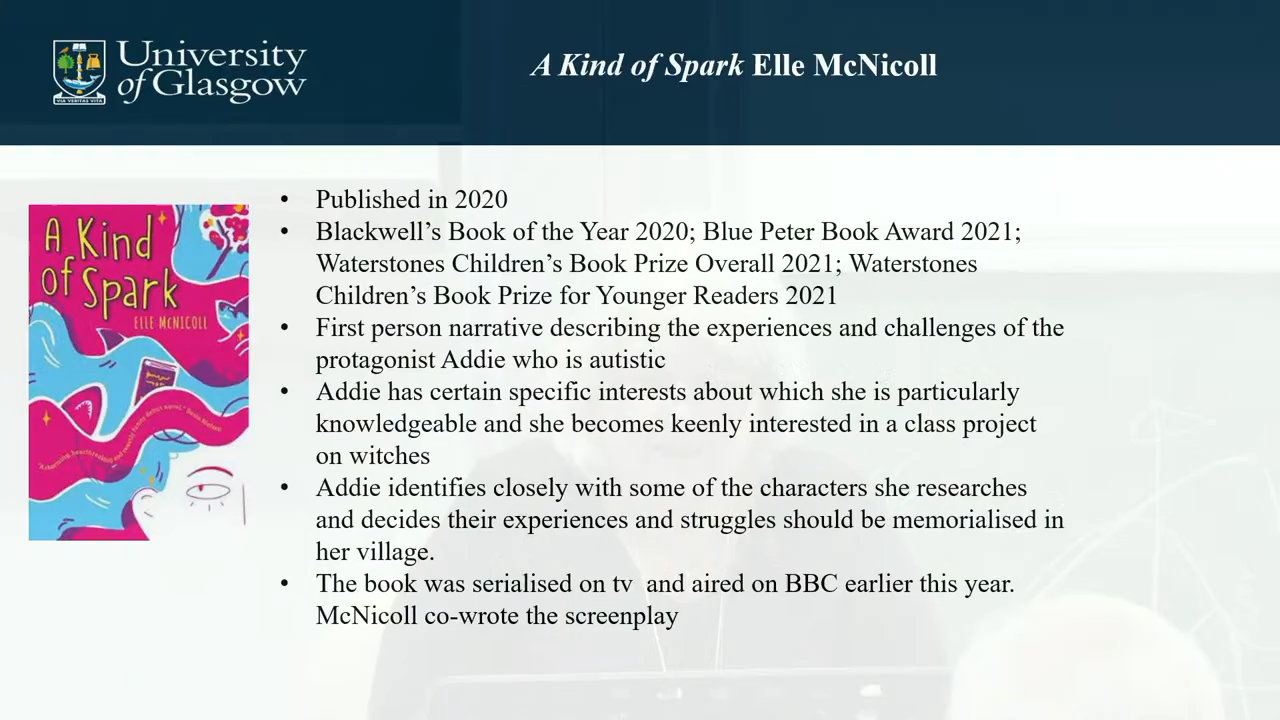 University
of Glasgow
VIA VERITAS VITA
A Kind of Spark Elle McNicoll
A Kind
of Spark
ELLE McNICOLL
• Published in 2020
• Blackwell’s Book of the Year 2020; Blue Peter Book Award 2021;
Waterstones Children’s Book Prize Overall 2021; Waterstones
Children’s Book Prize for Younger Readers 2021
• First person narrative describing the experiences and challenges of the
protagonist Addie who is autistic
• Addie has certain specific interests about which she is particularly
knowledgeable and she becomes keenly interested in a class project
on witches
• Addie identifies closely with some of the characters she researches
and decides their experiences and struggles should be memorialised in
her village.
• The book was serialised on tv  and aired on BBC earlier this year.
McNicoll co-wrote the screenplay